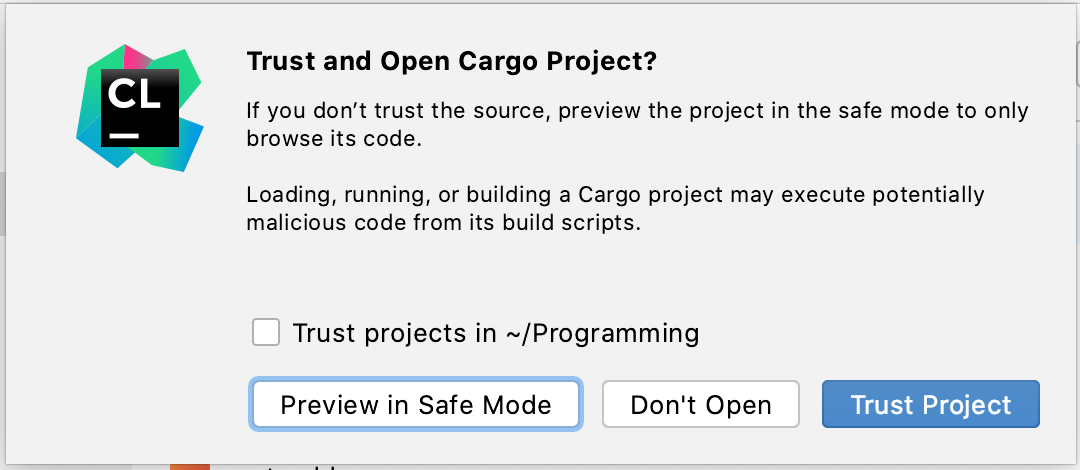 CL
Trust and Open Cargo Project?
If you don’t trust the source, preview the project in the safe mode to only
browse its code.
Loading, running, or building a Cargo project may execute potentially
malicious code from its build scripts.
Trust projects in ~/Programming
Preview in Safe Mode
Don't Open
Trust Project